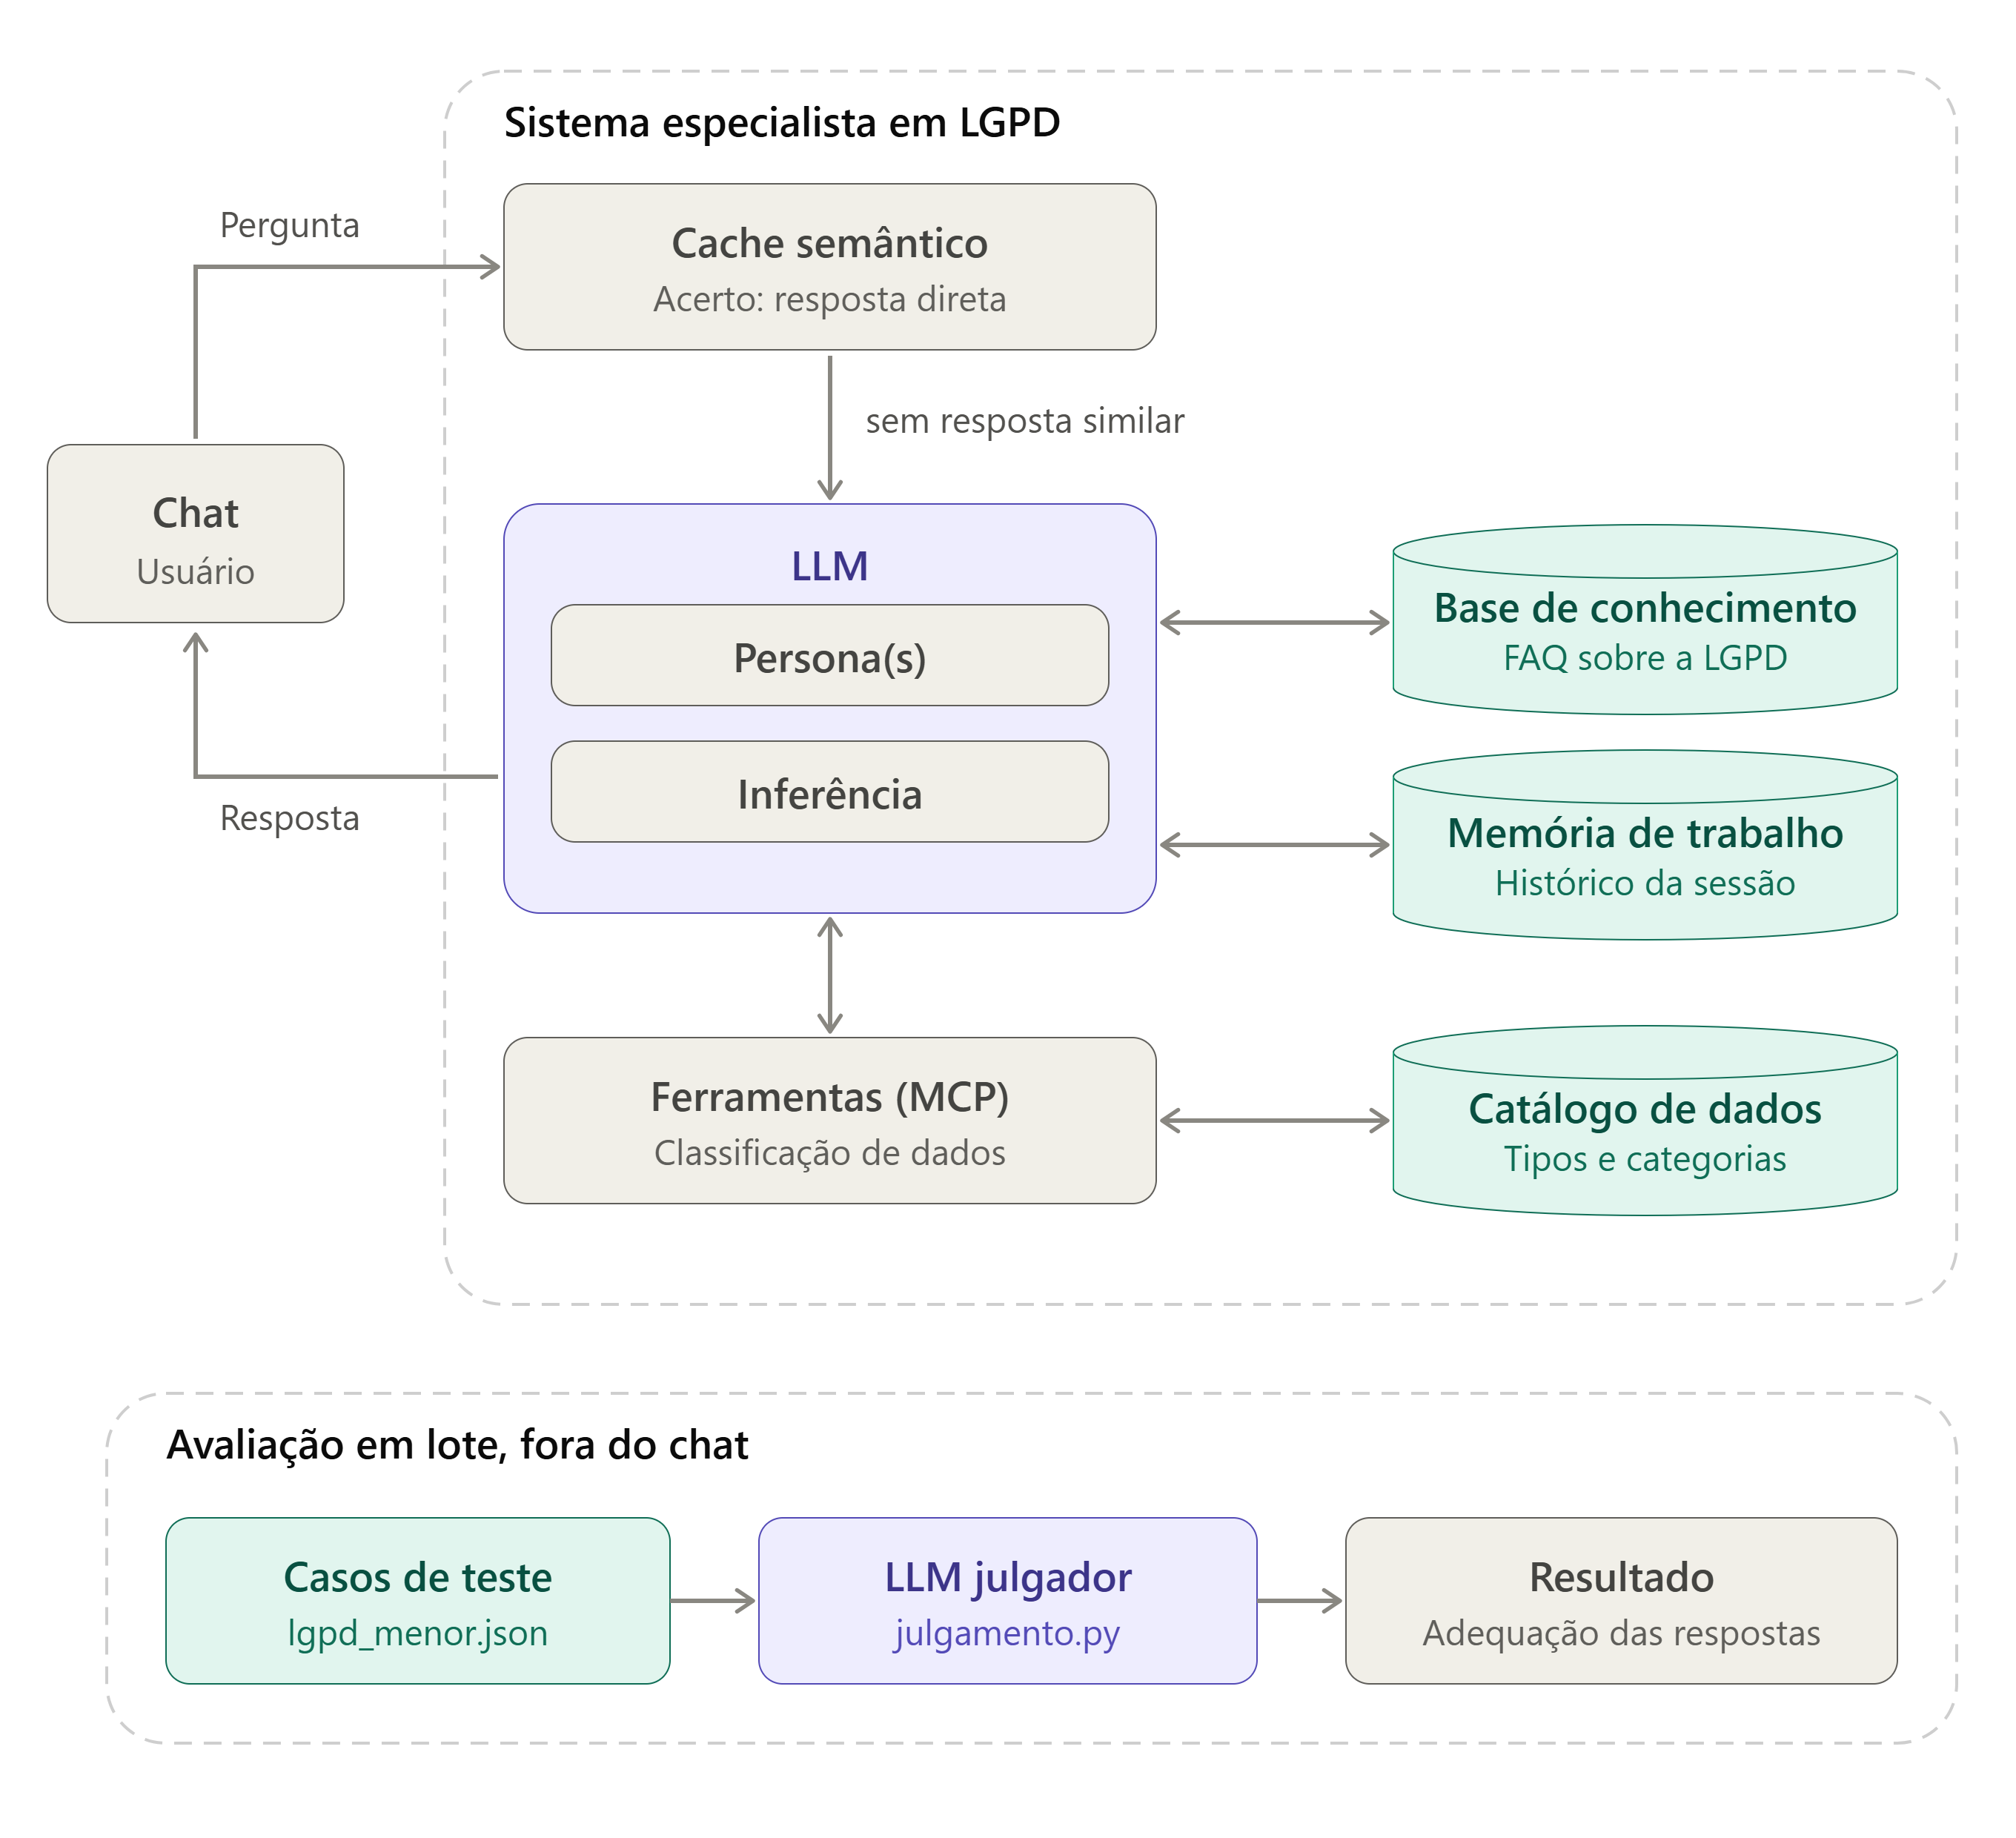 Sistema especialista em LGPD
Pergunta
Cache semântico
Acerto: resposta direta
sem resposta similar
Chat
Usuário
LLM
Persona(s)
Inferência
Resposta
Base de conhecimento
FAQ sobre a LGPD
Memória de trabalho
Histórico da sessão
Ferramentas (MCP)
Classificação de dados
Catálogo de dados
Tipos e categorias
Avaliação em lote, fora do chat
Casos de teste
lgpd_menor.json
LLM julgador
julgamento.py
Resultado
Adequação das respostas